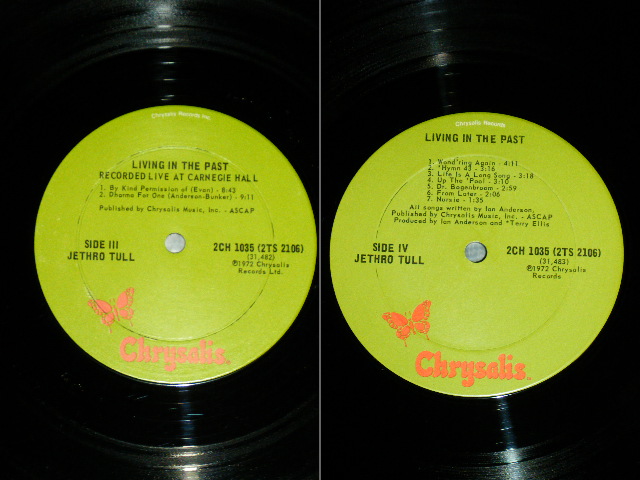 Chrysalis Records Inc.
LIVING IN THE PAST
RECORDED LIVE AT CARNEGIE HALL
1. By Kind Permission of (Evan) - 8:43
2. Dharma For One (Anderson-Bunker) - 9:11
Published by Chrysalis Music, Inc. - ASCAP
SIDE III
JETHRO TULL
2CH 1035 (2TS 2106)
(31,482)
℗1972 Chrysalis
Records Ltd.
Chrysalis
Chrysalis Records
LIVING IN THE PAST
1. Wond'ring Again - 4:11
2. *Hymn 43 - 3:16
3. Life Is A Long Song - 3:18
4. Up The 'Pool - 3:10
5. Dr. Bogenbroom - 2:59
6. From Later - 2:06
7. Nursie - 1:35
All songs written by Ian Anderson
Published by Chrysalis Music, Inc. - ASCAP
Produced by Ian Anderson and *Terry Ellis
SIDE IV
JETHRO TULL
2CH 1035 (2TS 2106)
(31,483)
℗1972 Chrysalis
Records
Chrysalis